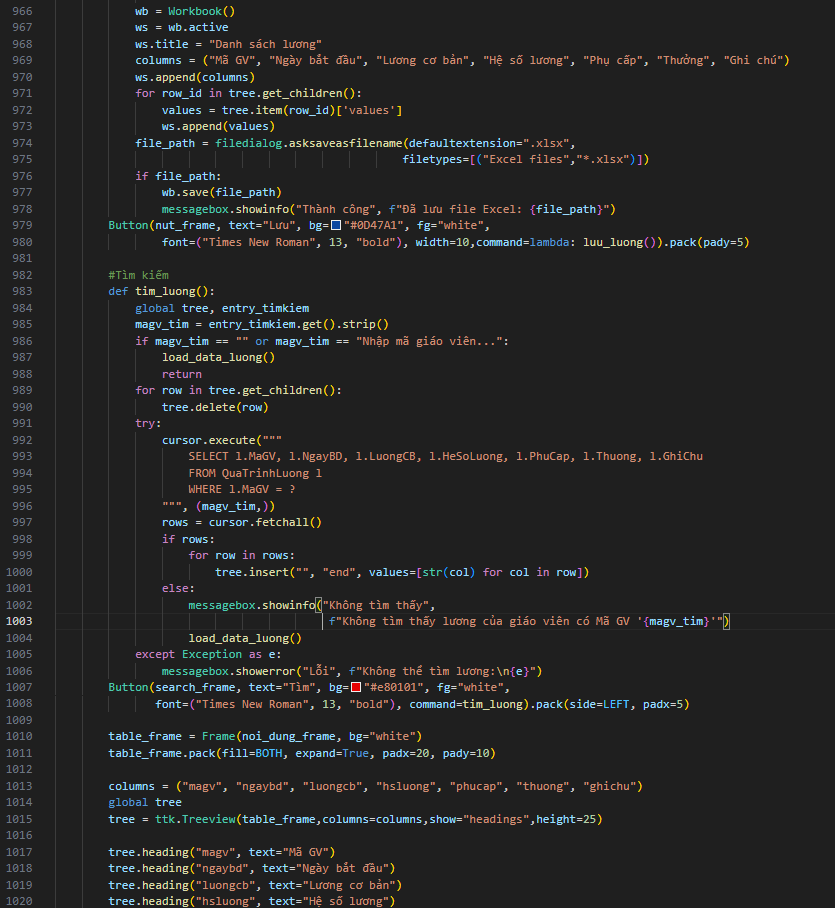 966 wb = Workbook()
967 ws = wb.active
968 ws.title = "Danh sách lương"
969 columns = ("Mã GV", "Ngày bắt đầu", "Lương cơ bản", "Hệ số lương", "Phụ cấp", "Thưởng", "Ghi chú")
970 ws.append(columns)
971 for row_id in tree.get_children():
972 values = tree.item(row_id)['values']
973 ws.append(values)
974 file_path = filedialog.asksaveasfilename(defaultextension=".xlsx",
975 filetypes=[("Excel files","*.xlsx")])
976 if file_path:
977 wb.save(file_path)
978 messagebox.showinfo("Thành công", f"Đã lưu file Excel: {file_path}")
979 Button(nut_frame, text="Lưu", bg="#0D47A1", fg="white",
980 font=("Times New Roman", 13, "bold"), width=10,command=lambda: luu_luong()).pack(pady=5)
981
982 #Tìm kiếm
983 def tim_luong():
984 global tree, entry_timkiem
985 magv_tim = entry_timkiem.get().strip()
986 if magv_tim == "" or magv_tim == "Nhập mã giáo viên...":
987 load_data_luong()
988 return
989 for row in tree.get_children():
990 tree.delete(row)
991 try:
992 cursor.execute("""
993 SELECT l.MaGV, l.NgayBD, l.LuongCB, l.HeSoLuong, l.PhuCap, l.Thuong, l.GhiChu
994 FROM QuaTrinhLuong l
995 WHERE l.MaGV = ?
996 """, (magv_tim,))
997 rows = cursor.fetchall()
998 if rows:
999 for row in rows:
1000 tree.insert("", "end", values=[str(col) for col in row])
1001 else:
1002 messagebox.showinfo("Không tìm thấy",
1003 f"Không tìm thấy lương của giáo viên có Mã GV '{magv_tim}'")
1004 load_data_luong()
1005 except Exception as e:
1006 messagebox.showerror("Lỗi", f"Không thể tìm lương:\n{e}")
1007 Button(search_frame, text="Tìm", bg="#e80101", fg="white",
1008 font=("Times New Roman", 13, "bold"), command=tim_luong).pack(side=LEFT, padx=5)
1009
1010 table_frame = Frame(noi_dung_frame, bg="white")
1011 table_frame.pack(fill=BOTH, expand=True, padx=20, pady=10)
1012
1013 columns = ("magv", "ngaybd", "luongcb", "hsluong", "phucap", "thuong", "ghichu")
1014 global tree
1015 tree = ttk.Treeview(table_frame,columns=columns,show="headings",height=25)
1016
1017 tree.heading("magv", text="Mã GV")
1018 tree.heading("ngaybd", text="Ngày bắt đầu")
1019 tree.heading("luongcb", text="Lương cơ bản")
1020 tree.heading("hsluong", text="Hệ số lương")